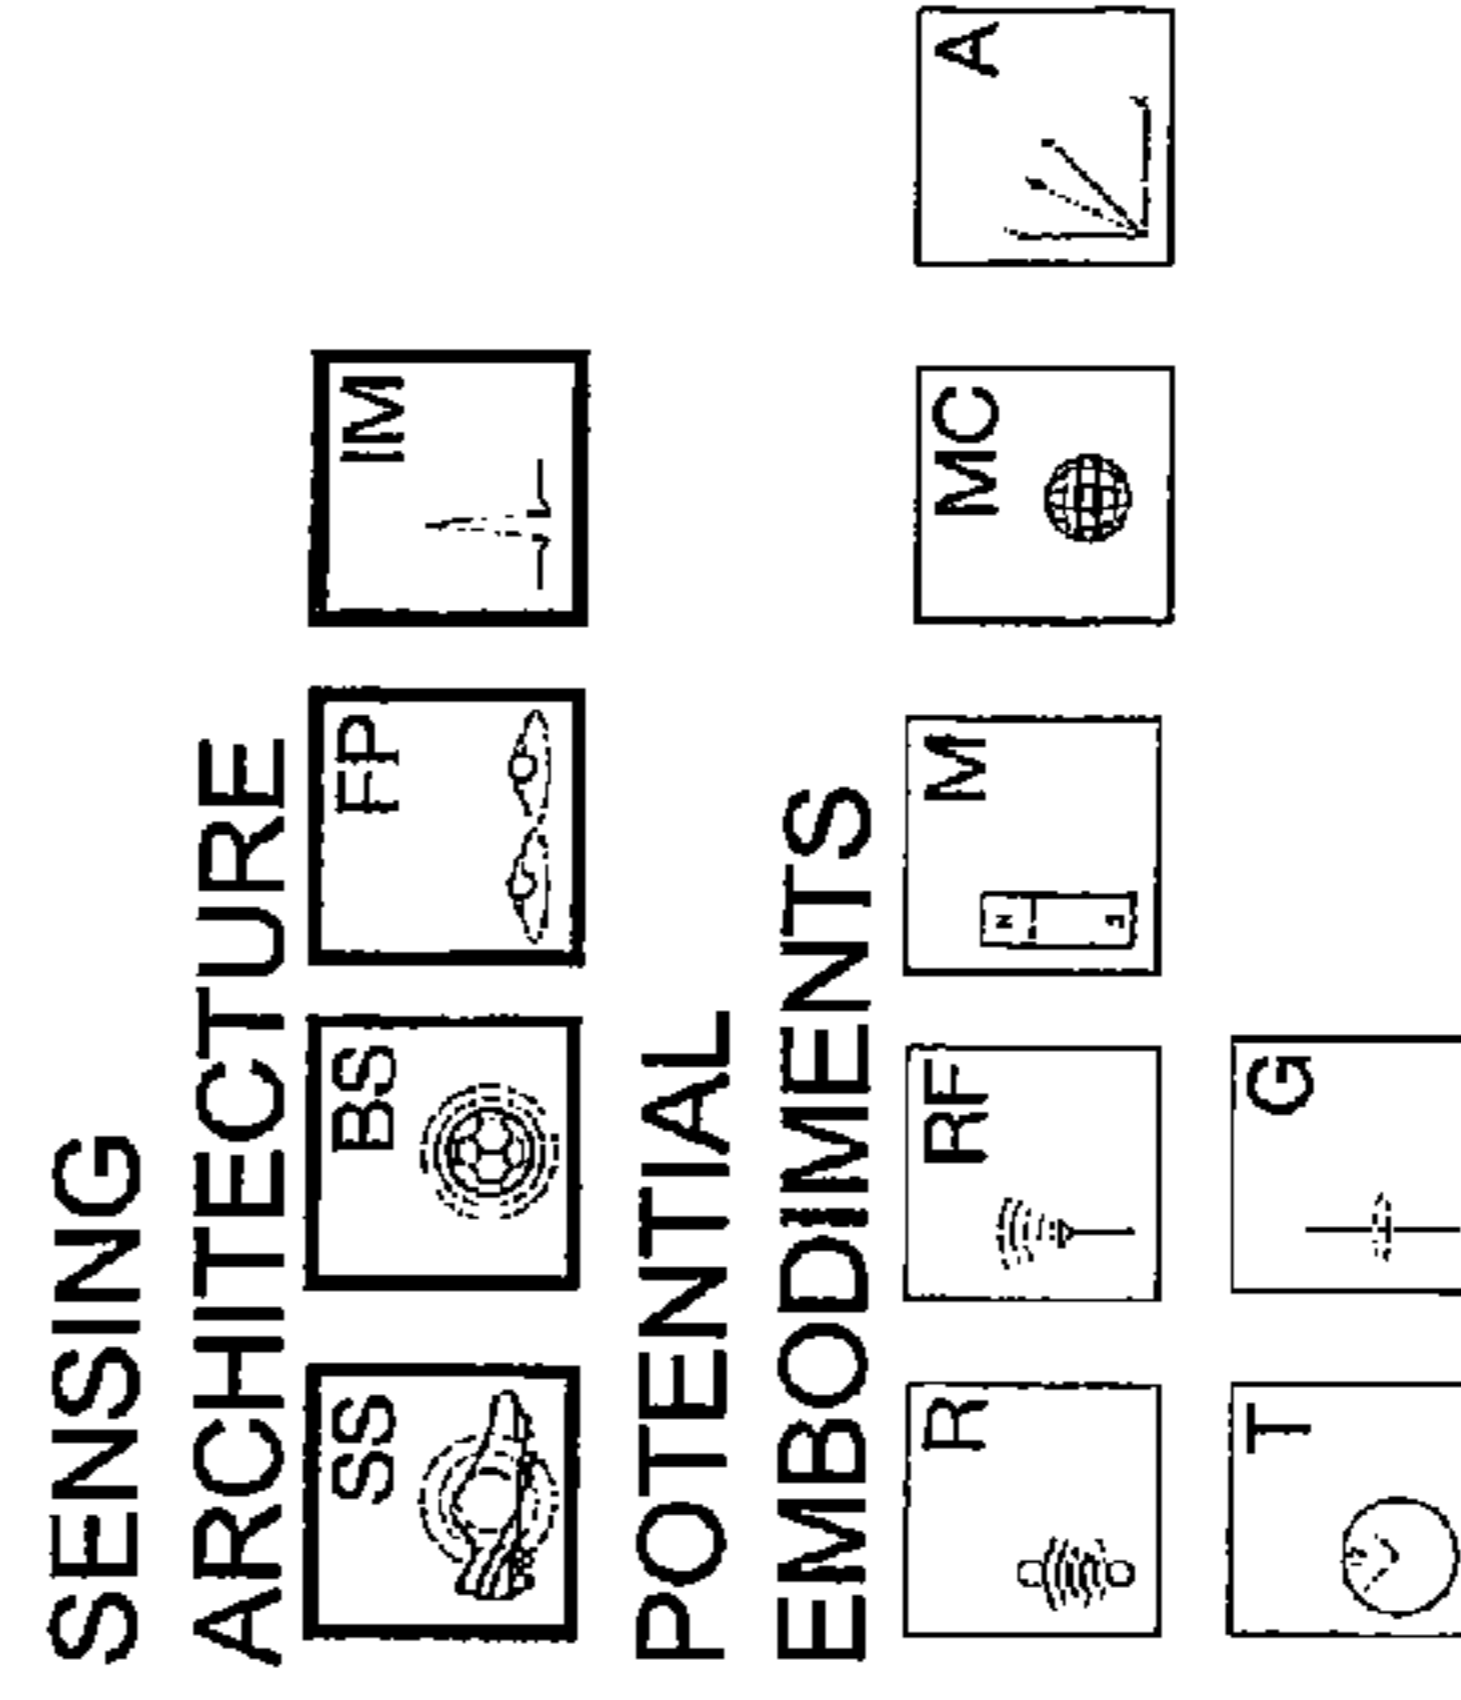 SENSING
ARCHITECTURE
SS BS FP IM
POTENTIAL
EMBODIMENTS
R RF M MC A
N
S
T G